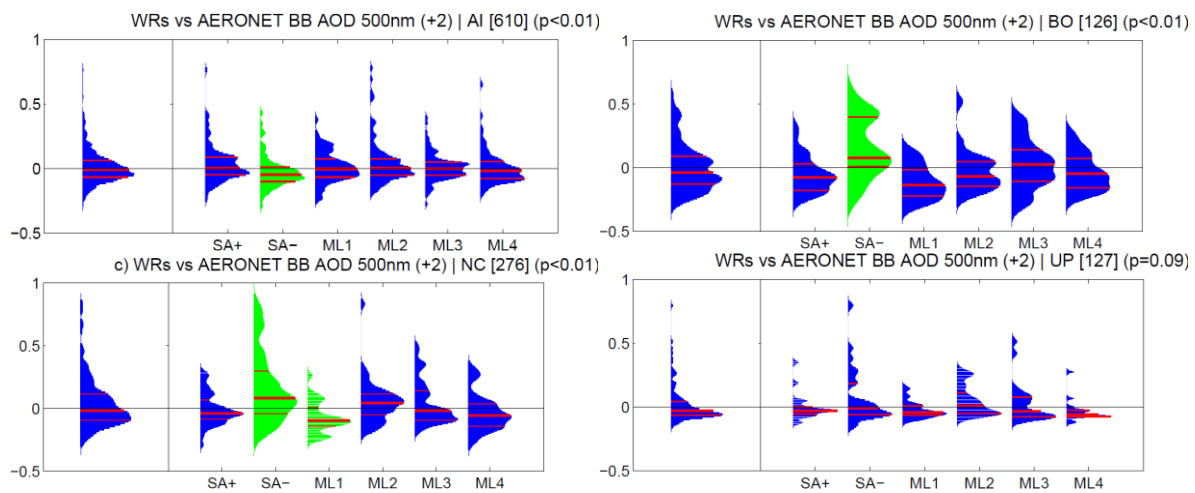 WRs vs AERONET BB AOD 500nm (+2) | AI [610] (p<0.01)
1
0.5
0
−0.5
SA+ SA− ML1 ML2 ML3 ML4
WRs vs AERONET BB AOD 500nm (+2) | BO [126] (p<0.01)
1
0.5
0
−0.5
SA+ SA− ML1 ML2 ML3 ML4
c) WRs vs AERONET BB AOD 500nm (+2) | NC [276] (p<0.01)
1
0.5
0
−0.5
SA+ SA− ML1 ML2 ML3 ML4
WRs vs AERONET BB AOD 500nm (+2) | UP [127] (p=0.09)
1
0.5
0
−0.5
SA+ SA− ML1 ML2 ML3 ML4